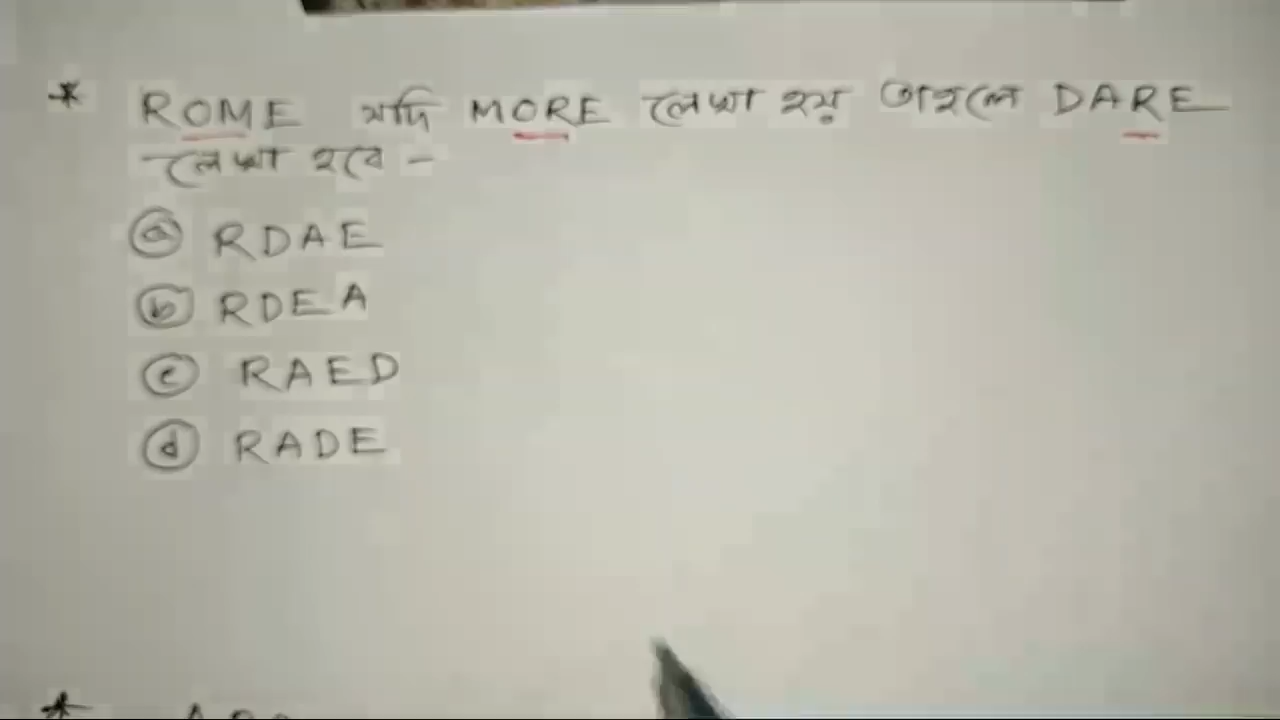 * ROME যদি MORE লেখা হয় তাহলে DARE
লেখা হবে -
(a) RDAE
(b) RDEA
(c) RAED
(d) RADE
*